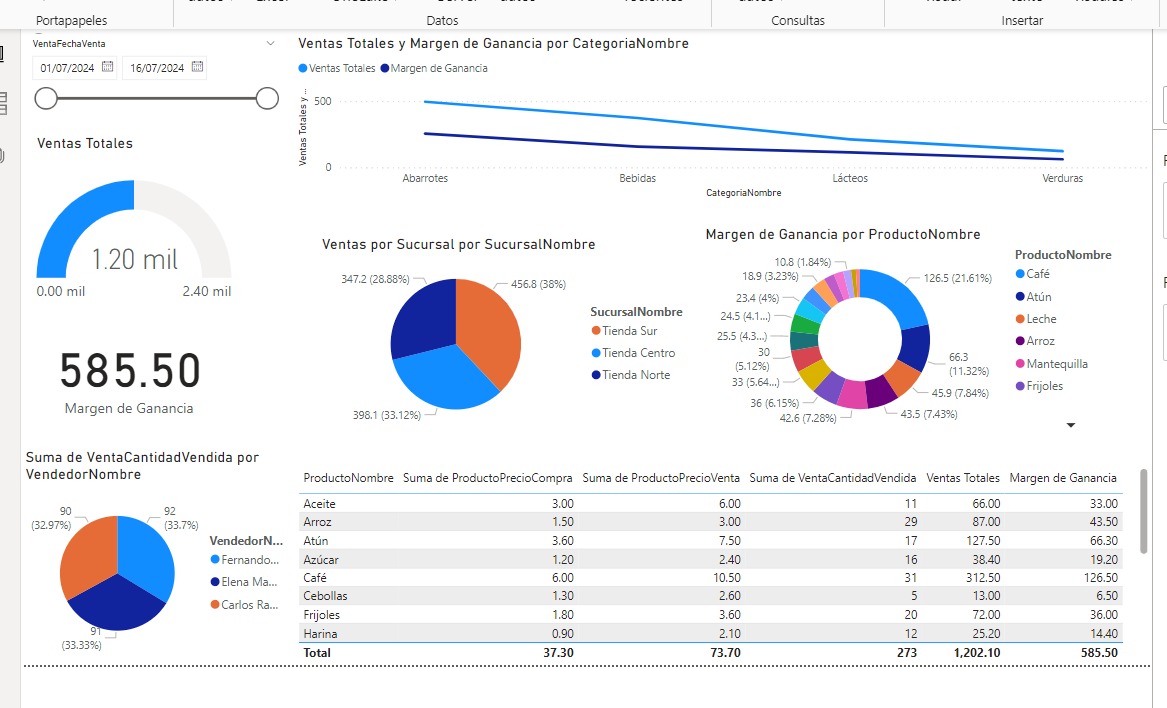 Portapapeles
Datos
Consultas
Insertar
VentaFechaVenta
01/07/2024
16/07/2024
Ventas Totales
1.20 mil
0.00 mil
2.40 mil
585.50
Margen de Ganancia
Ventas Totales y Margen de Ganancia por CategoriaNombre
Ventas Totales
Margen de Ganancia
Ventas Totales y ...
500
0
Abarrotes
Bebidas
Lácteos
Verduras
CategoriaNombre
Ventas por Sucursal por SucursalNombre
347.2 (28.88%)
456.8 (38%)
398.1 (33.12%)
SucursalNombre
Tienda Sur
Tienda Centro
Tienda Norte
Margen de Ganancia por ProductoNombre
10.8 (1.84%)
18.9 (3.23%)
23.4 (4%)
24.5 (4.1...)
25.5 (4.3...)
30
(5.12%)
33 (5.64...)
36 (6.15%)
42.6 (7.28%)
43.5 (7.43%)
45.9 (7.84%)
66.3
(11.32%)
126.5 (21.61%)
ProductoNombre
Café
Atún
Leche
Arroz
Mantequilla
Frijoles
Suma de VentaCantidadVendida por
VendedorNombre
90
(32.97%)
92
(33.7%)
91
(33.33%)
VendedorN...
Fernando...
Elena Ma...
Carlos Ra...
ProductoNombre Suma de ProductoPrecioCompra Suma de ProductoPrecioVenta Suma de VentaCantidadVendida Ventas Totales Margen de Ganancia
Aceite 3.00 6.00 11 66.00 33.00
Arroz 1.50 3.00 29 87.00 43.50
Atún 3.60 7.50 17 127.50 66.30
Azúcar 1.20 2.40 16 38.40 19.20
Café 6.00 10.50 31 312.50 126.50
Cebollas 1.30 2.60 5 13.00 6.50
Frijoles 1.80 3.60 20 72.00 36.00
Harina 0.90 2.10 12 25.20 14.40
Total 37.30 73.70 273 1,202.10 585.50